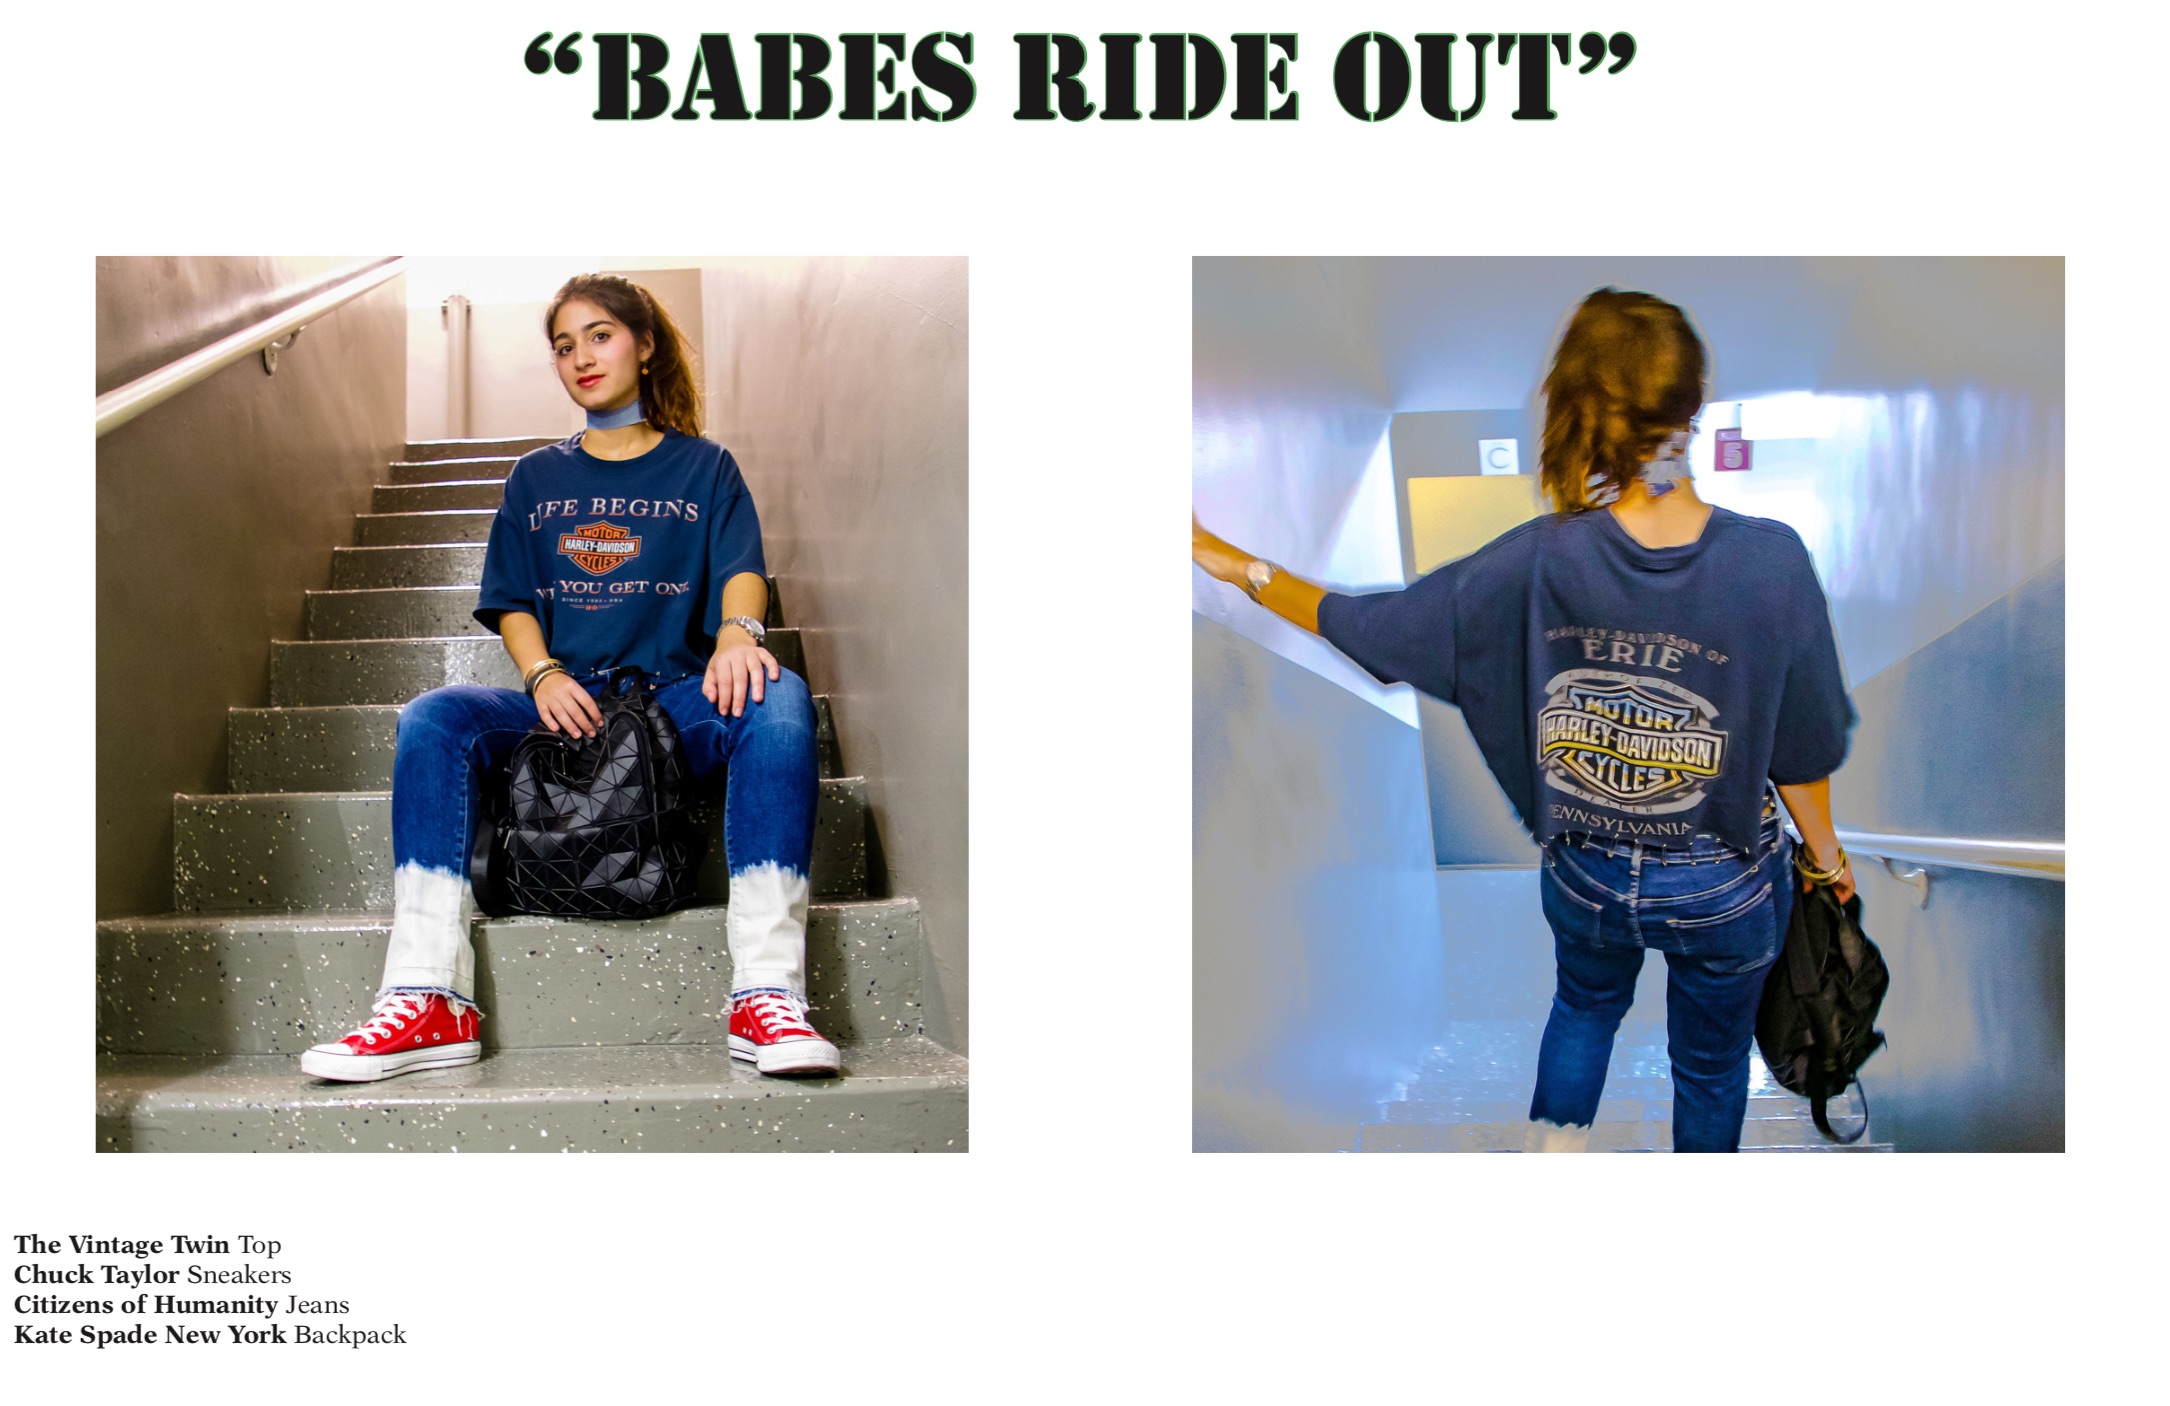 “BABES RIDE OUT”
LIFE BEGINS
MOTOR
HARLEY-DAVIDSON
CYCLES
YOU GET ONE
SINCE 1903 • USA
H-D
C
5
HARLEY-DAVIDSON OF
ERIE
AUTHORIZED
MOTOR
HARLEY-DAVIDSON
CYCLES
DEALER
PENNSYLVANIA
The Vintage Twin Top
Chuck Taylor Sneakers
Citizens of Humanity Jeans
Kate Spade New York Backpack